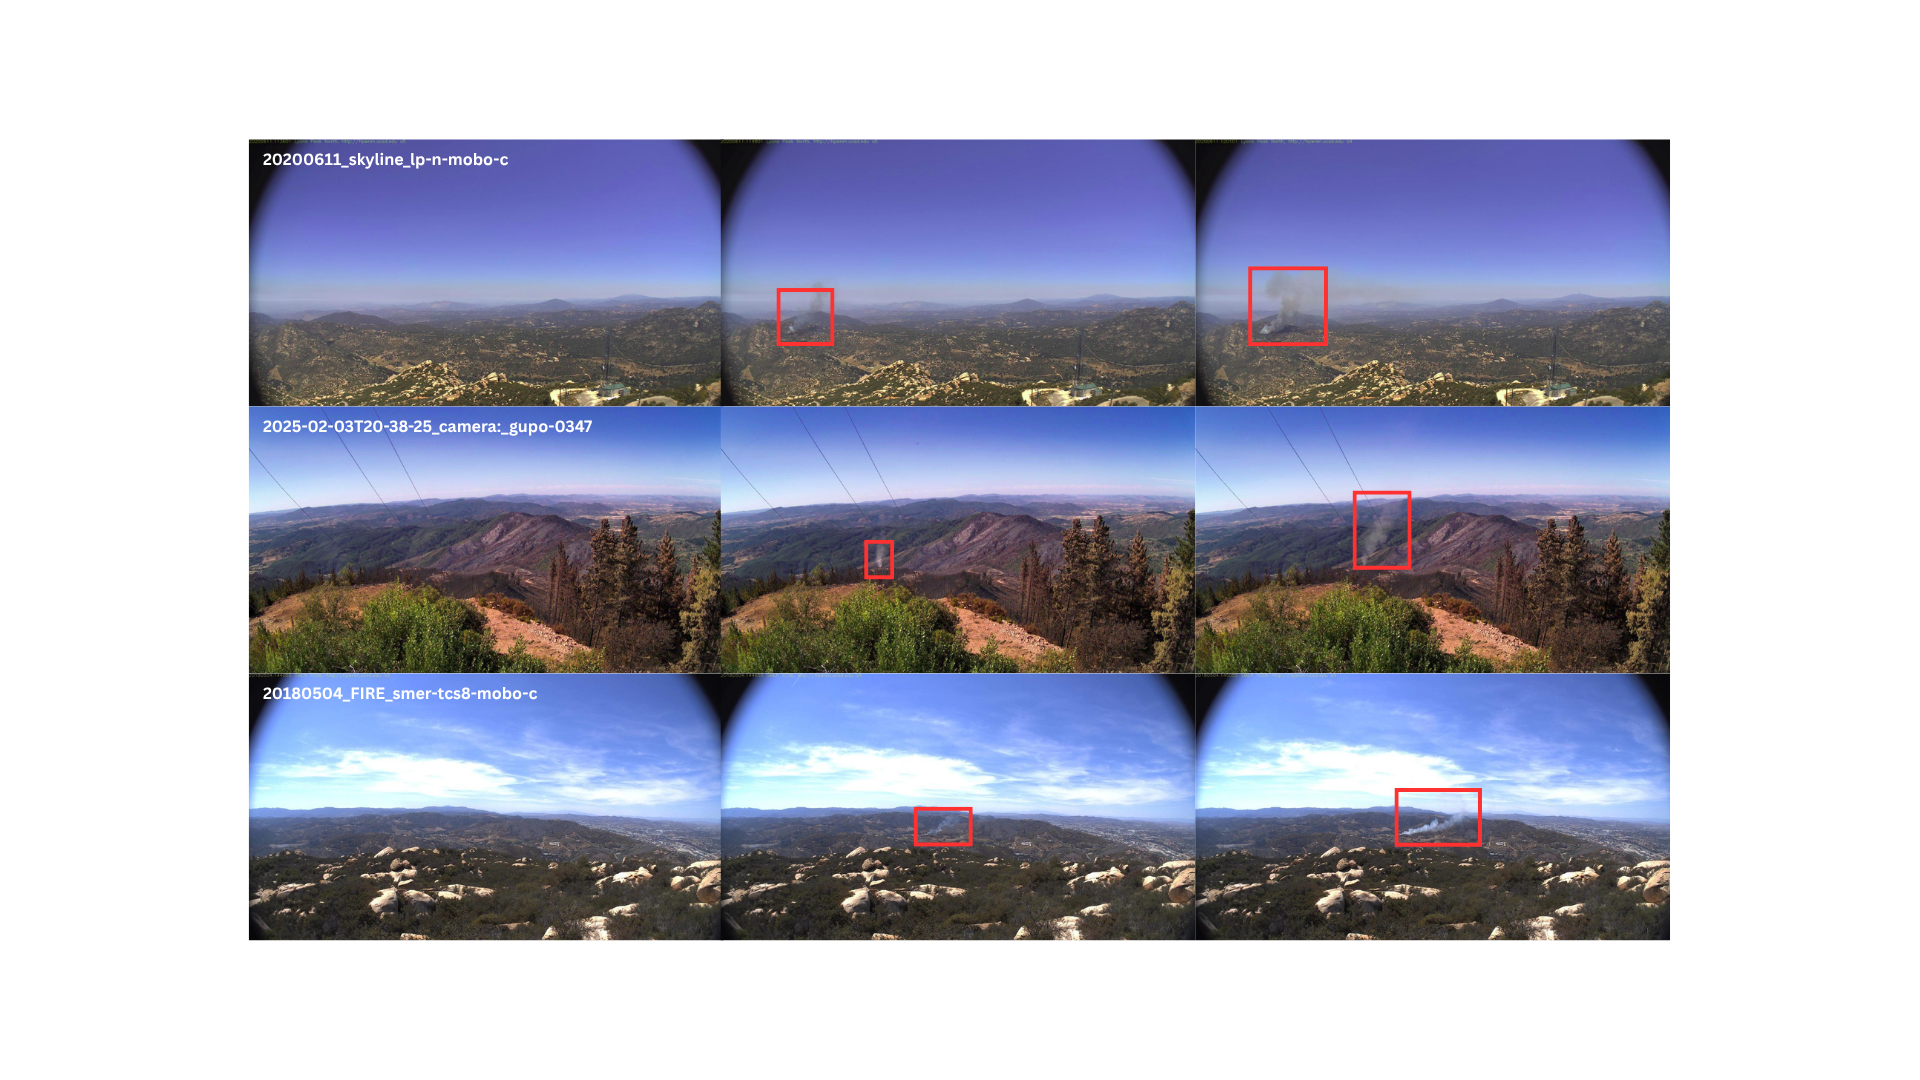 20200611_skyline_lp-n-mobo-c
2025-02-03T20-38-25_camera:_gupo-0347
20180504_FIRE_smer-tcs8-mobo-c